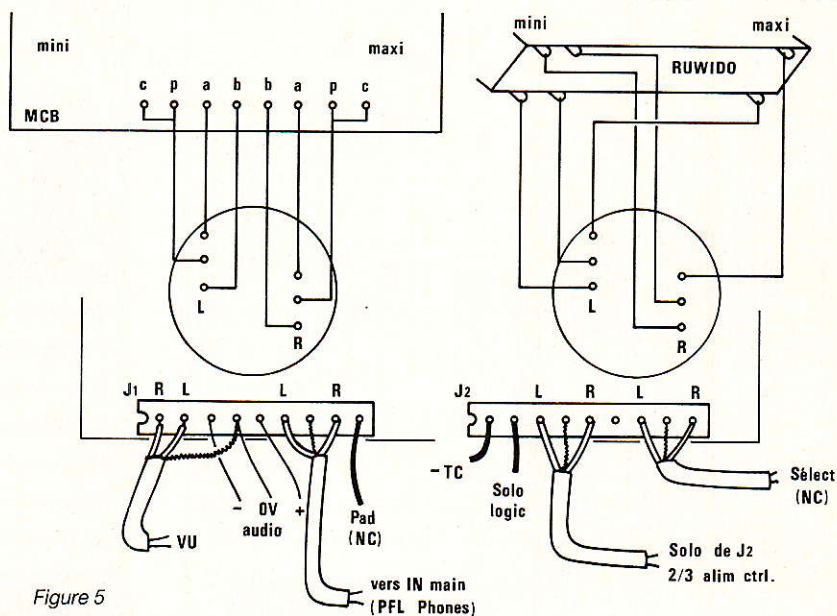 mini maxi
c p a b b a p c
MCB
L
R
mini maxi
RUWIDO
L
R
J1 R L L R
- 0V +
audio
Pad
(NC)
VU
vers IN main
(PFL Phones)
J2 L R L R
- TC
Solo
logic
Sélect
(NC)
Solo de J2
2/3 alim ctrl.
Figure 5